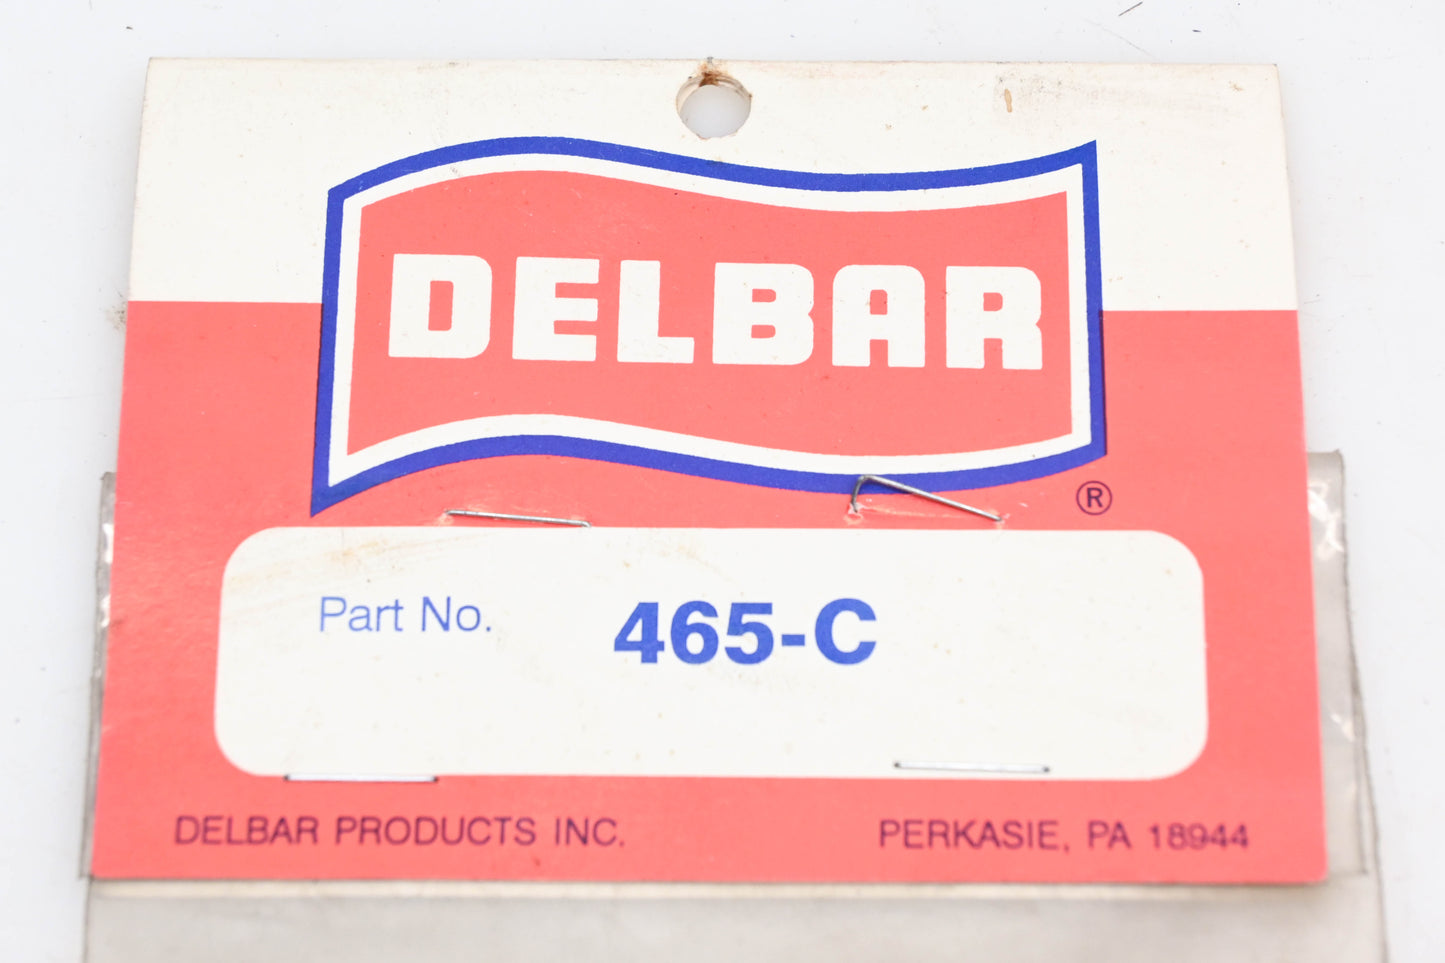 DELBAR
®
Part No. 465-C
DELBAR PRODUCTS INC. PERKASIE, PA 18944